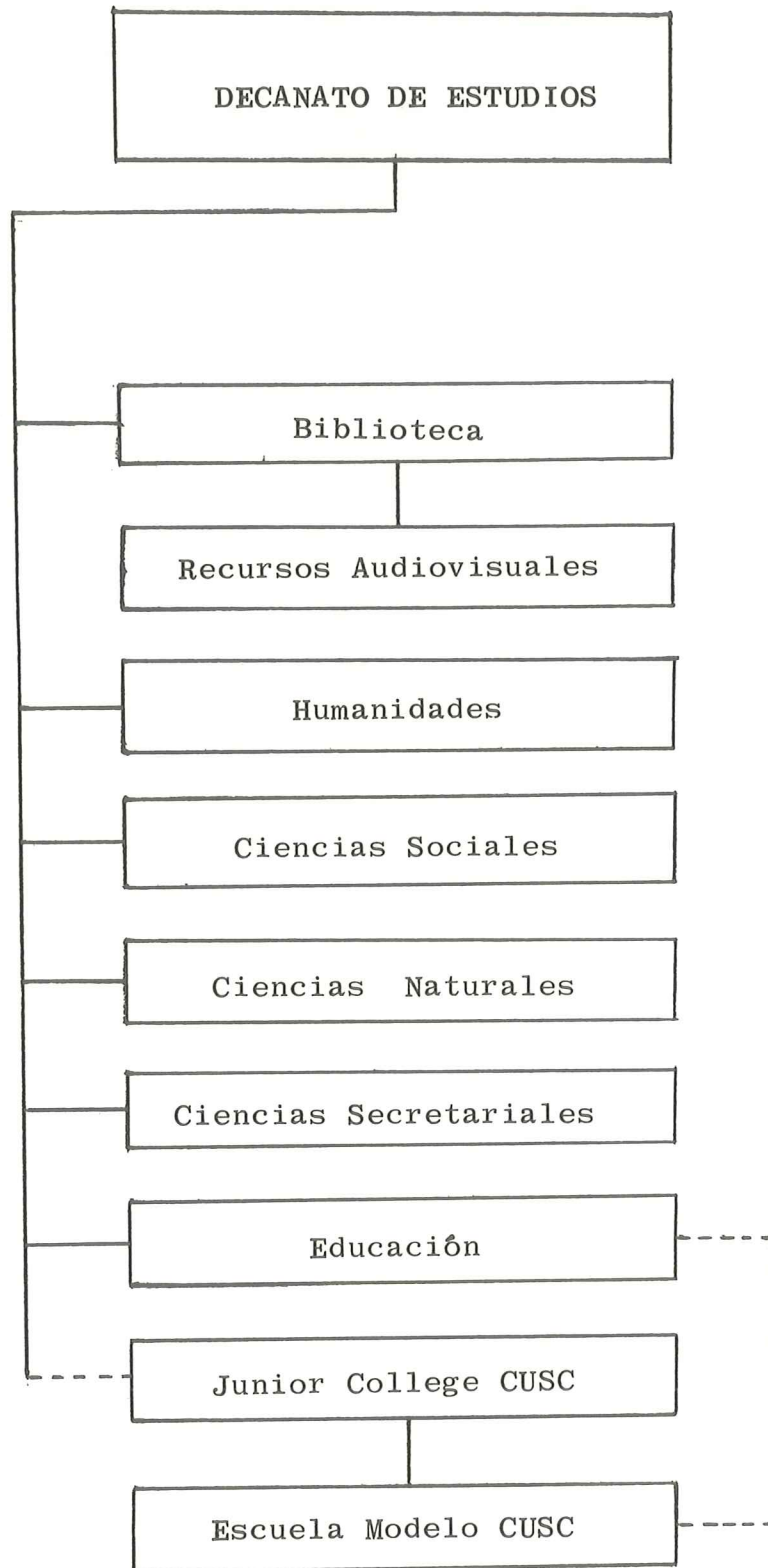 DECANATO DE ESTUDIOS
Biblioteca
Recursos Audiovisuales
Humanidades
Ciencias Sociales
Ciencias Naturales
Ciencias Secretariales
Educación
Junior College CUSC
Escuela Modelo CUSC